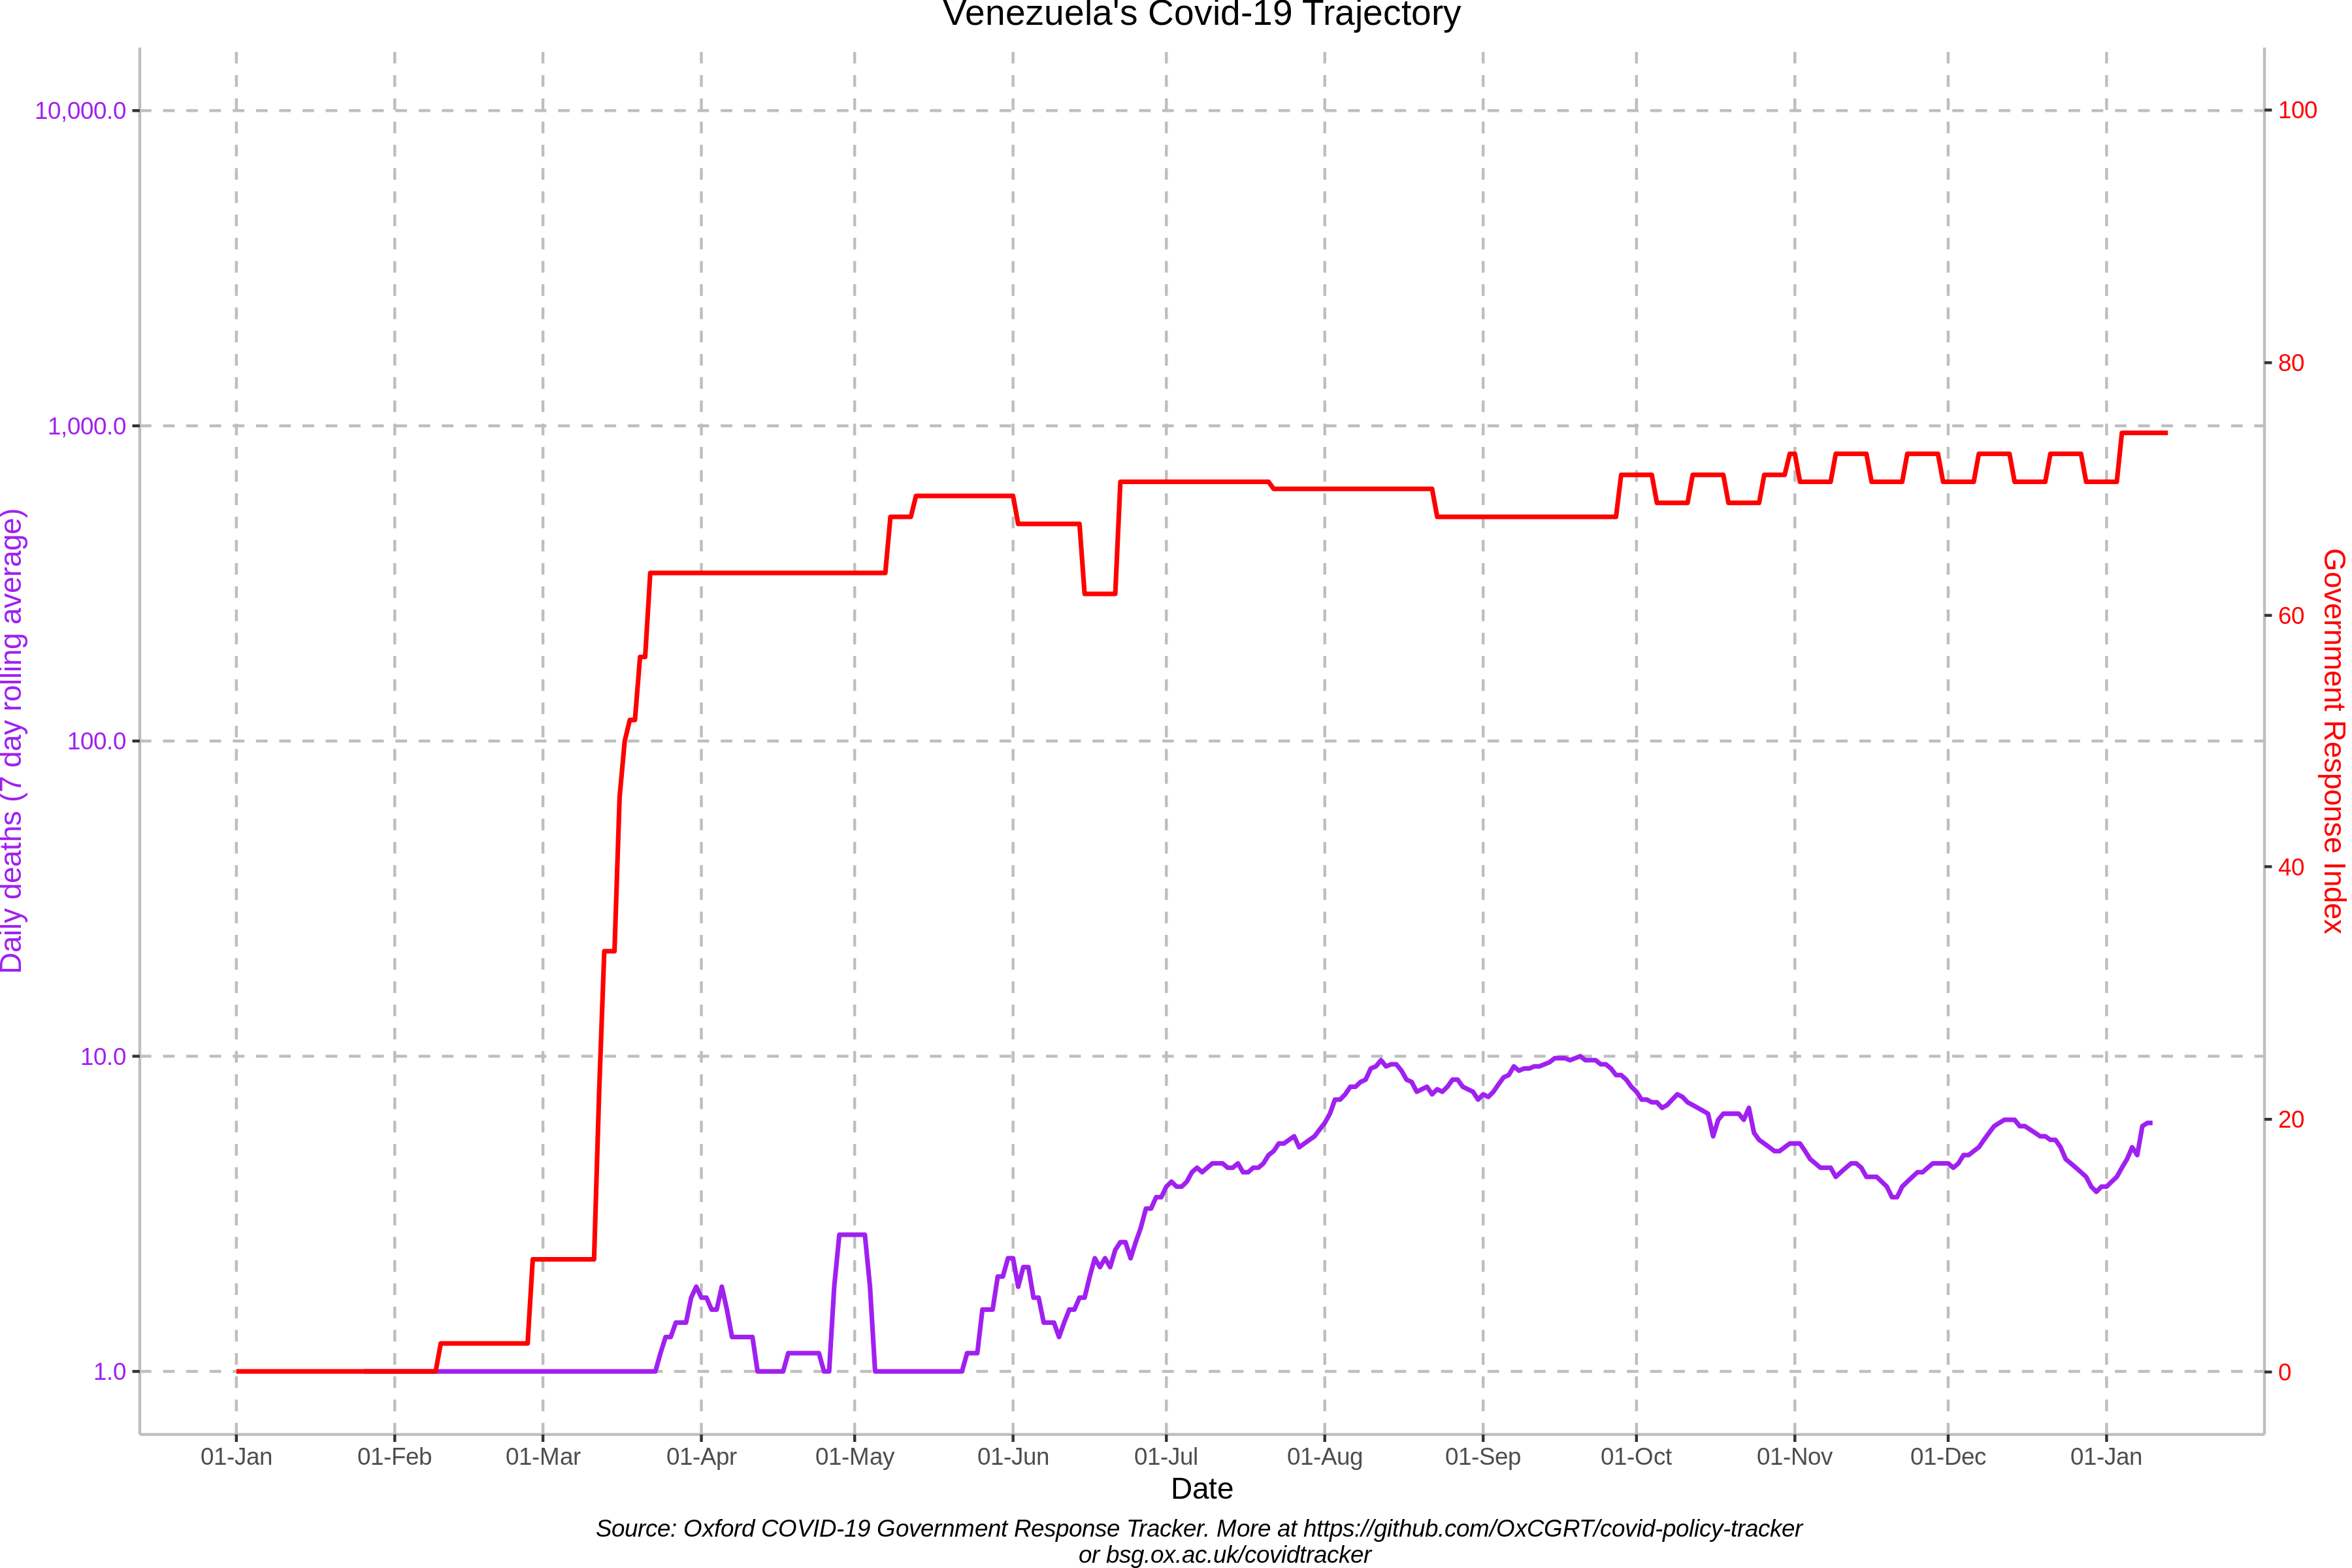 Venezuela's Covid-19 Trajectory
10,000.0
1,000.0
100.0
10.0
1.0
Daily deaths (7 day rolling average)
100
80
60
40
20
0
Government Response Index
01-Jan
01-Feb
01-Mar
01-Apr
01-May
01-Jun
01-Jul
01-Aug
01-Sep
01-Oct
01-Nov
01-Dec
01-Jan
Date
Source: Oxford COVID-19 Government Response Tracker. More at https://github.com/OxCGRT/covid-policy-tracker
or bsg.ox.ac.uk/covidtracker